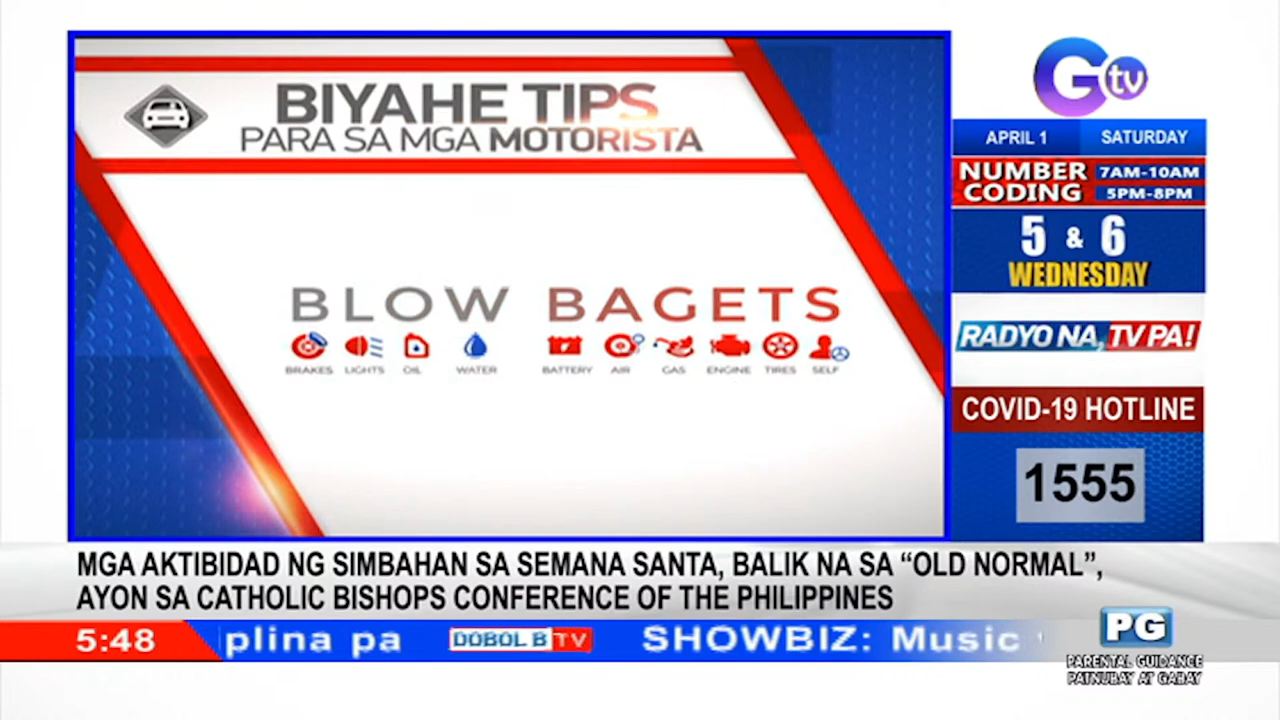 BIYAHE TIPS
PARA SA MGA MOTORISTA
BLOW BAGETS
BRAKES LIGHTS OIL WATER BATTERY AIR GAS ENGINE TIRES SELF
G tv
APRIL 1 SATURDAY
NUMBER CODING
7AM-10AM
5PM-8PM
5 & 6
WEDNESDAY
RADYO NA, TV PA!
COVID-19 HOTLINE
1555
MGA AKTIBIDAD NG SIMBAHAN SA SEMANA SANTA, BALIK NA SA “OLD NORMAL”,
AYON SA CATHOLIC BISHOPS CONFERENCE OF THE PHILIPPINES
5:48 plina pa DOBOL B TV SHOWBIZ: Music
PG
PARENTAL GUIDANCE
PATNUBAY AT GABAY